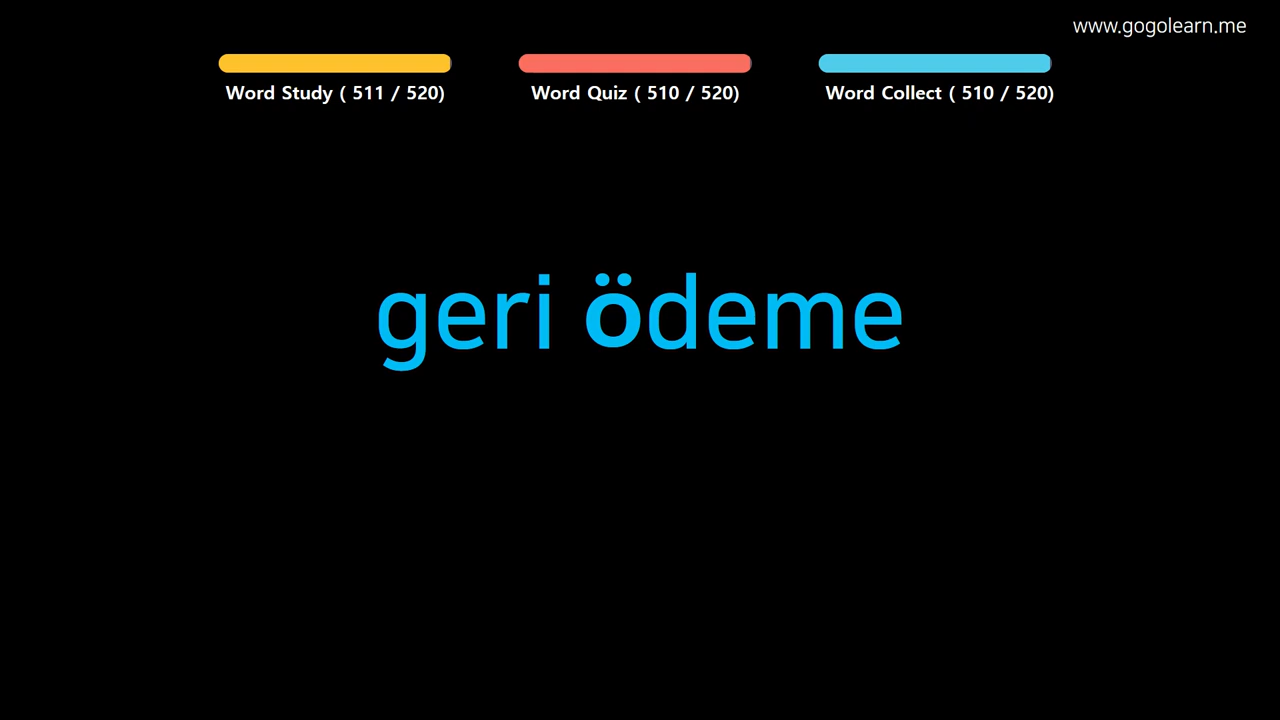 www.gogolearn.me
Word Study ( 511 / 520)
Word Quiz ( 510 / 520)
Word Collect ( 510 / 520)
geri ödeme